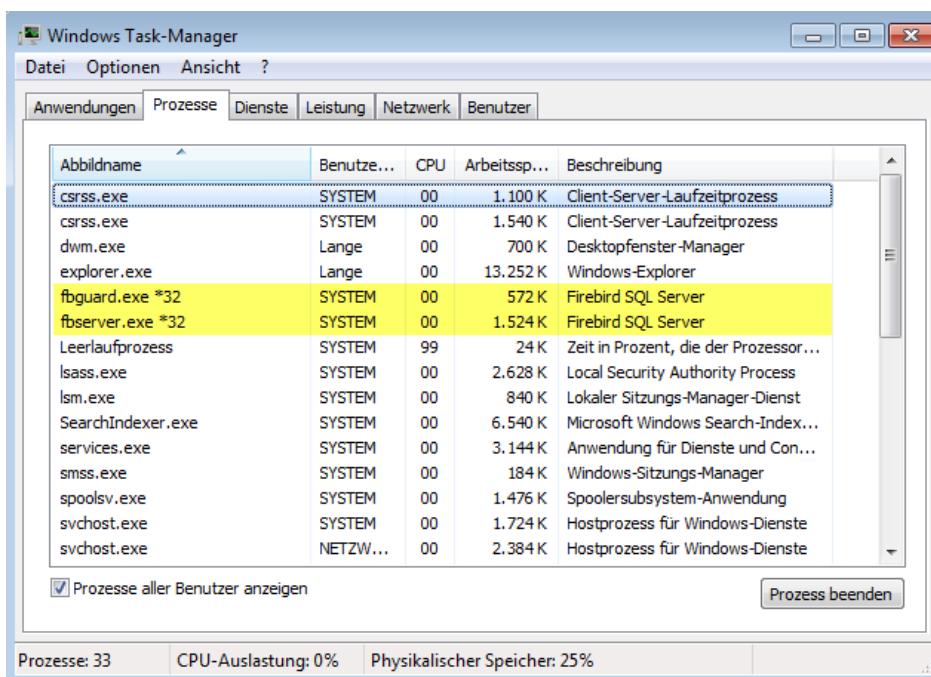 Windows Task-Manager
Datei Optionen Ansicht ?
Anwendungen Prozesse Dienste Leistung Netzwerk Benutzer
Abbildname Benutze... CPU Arbeitssp... Beschreibung
csrss.exe SYSTEM 00 1.100 K Client-Server-Laufzeitprozess
csrss.exe SYSTEM 00 1.540 K Client-Server-Laufzeitprozess
dwm.exe Lange 00 700 K Desktopfenster-Manager
explorer.exe Lange 00 13.252 K Windows-Explorer
fbguard.exe *32 SYSTEM 00 572 K Firebird SQL Server
fbserver.exe *32 SYSTEM 00 1.524 K Firebird SQL Server
Leerlaufprozess SYSTEM 99 24 K Zeit in Prozent, die der Prozessor...
lsass.exe SYSTEM 00 2.628 K Local Security Authority Process
lsm.exe SYSTEM 00 840 K Lokaler Sitzungs-Manager-Dienst
SearchIndexer.exe SYSTEM 00 6.540 K Microsoft Windows Search-Index...
services.exe SYSTEM 00 3.144 K Anwendung für Dienste und Con...
smss.exe SYSTEM 00 184 K Windows-Sitzungs-Manager
spoolsv.exe SYSTEM 00 1.476 K Spoolersubsystem-Anwendung
svchost.exe SYSTEM 00 1.724 K Hostprozess für Windows-Dienste
svchost.exe NETZW... 00 2.384 K Hostprozess für Windows-Dienste
Prozesse aller Benutzer anzeigen
Prozess beenden
Prozesse: 33 CPU-Auslastung: 0% Physikalischer Speicher: 25%